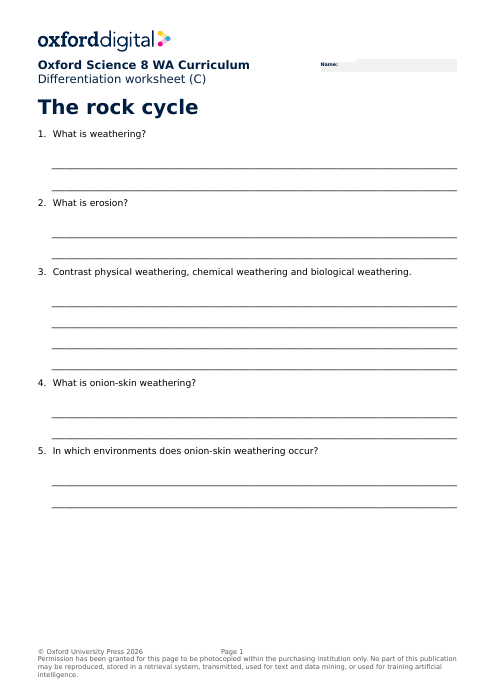 oxforddigital
Oxford Science 8 WA Curriculum
Differentiation worksheet (C)
Name:
The rock cycle
1. What is weathering?
2. What is erosion?
3. Contrast physical weathering, chemical weathering and biological weathering.
4. What is onion-skin weathering?
5. In which environments does onion-skin weathering occur?
© Oxford University Press 2026 Page 1
Permission has been granted for this page to be photocopied within the purchasing institution only. No part of this publication
may be reproduced, stored in a retrieval system, transmitted, used for text and data mining, or used for training artificial
intelligence.